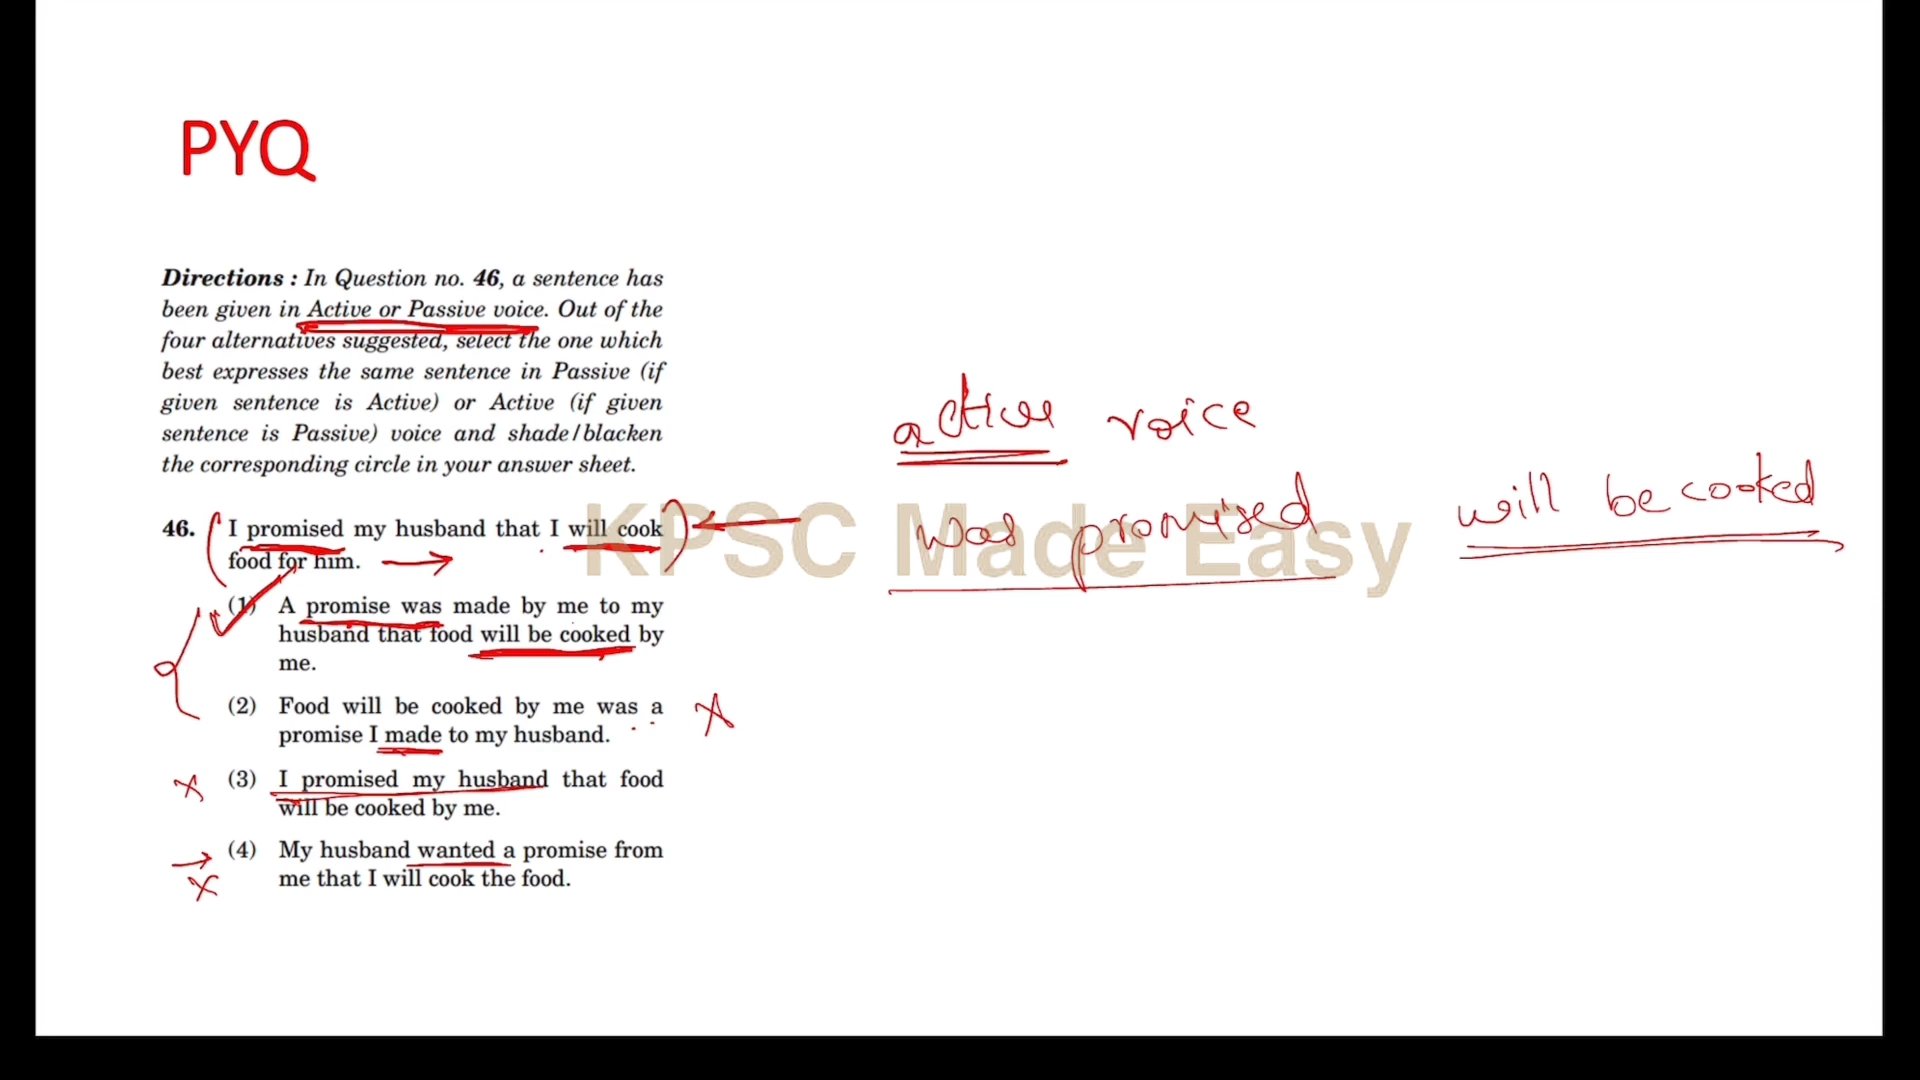 PYQ
Directions : In Question no. 46, a sentence has
been given in Active or Passive voice. Out of the
four alternatives suggested, select the one which
best expresses the same sentence in Passive (if
given sentence is Active) or Active (if given
sentence is Passive) voice and shade/blacken
the corresponding circle in your answer sheet.
46. I promised my husband that I will cook
food for him.
(1) A promise was made by me to my
husband that food will be cooked by
me.
(2) Food will be cooked by me was a
promise I made to my husband.
(3) I promised my husband that food
will be cooked by me.
(4) My husband wanted a promise from
me that I will cook the food.
active voice
was promised will be cooked
KPSC Made Easy